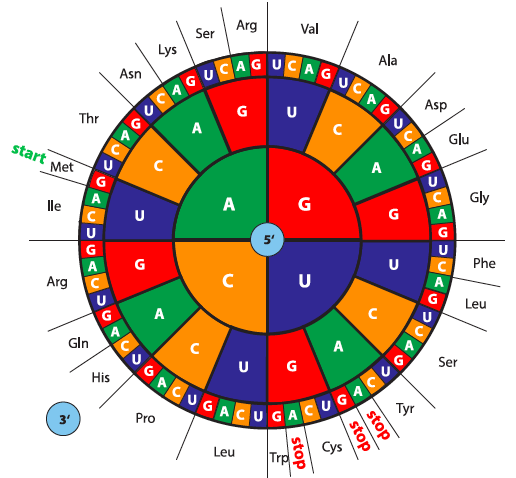 Val
Ala
Asp
Glu
Gly
Phe
Leu
Ser
Tyr
stop
stop
Cys
stop
Trp
Leu
Pro
His
Gln
Arg
Ile
Met
start
Thr
Asn
Lys
Ser
Arg
U C A G U C A G U C A G U C A G
U C A G U C A G U C A G U C A G
U C A G U C A G U C A G U C A G
U C A G U C A G U C A G U C A G
U C A G
U C A G
U C A G
U C A G
G
U
C
A
5'
3'